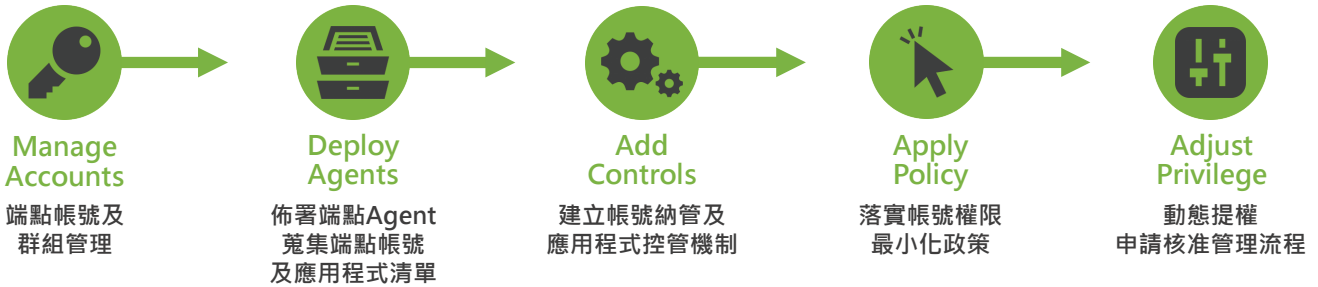 Manage
Accounts
端點帳號及
群組管理
Deploy
Agents
佈署端點Agent
蒐集端點帳號
及應用程式清單
Add
Controls
建立帳號納管及
應用程式控管機制
Apply
Policy
落實帳號權限
最小化政策
Adjust
Privilege
動態提權
申請核准管理流程